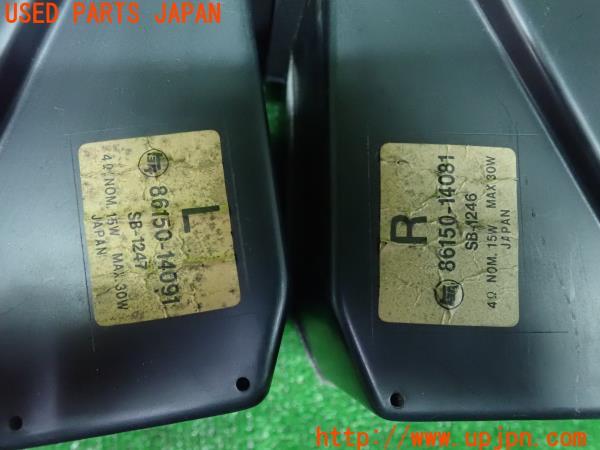 USED PARTS JAPAN
L
86150-14091
SB-1247
4Ω NOM. 15W MAX 30W
JAPAN
R
86150-14081
SB-1246
4Ω NOM. 15W MAX 30W
JAPAN
http://www.upjpn.com